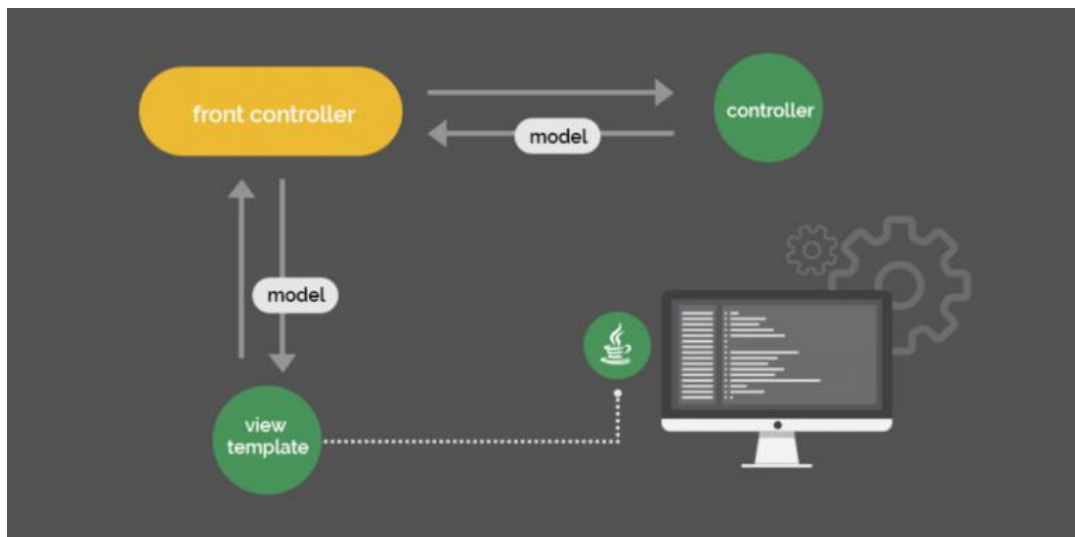 front controller
controller
model
model
view
template